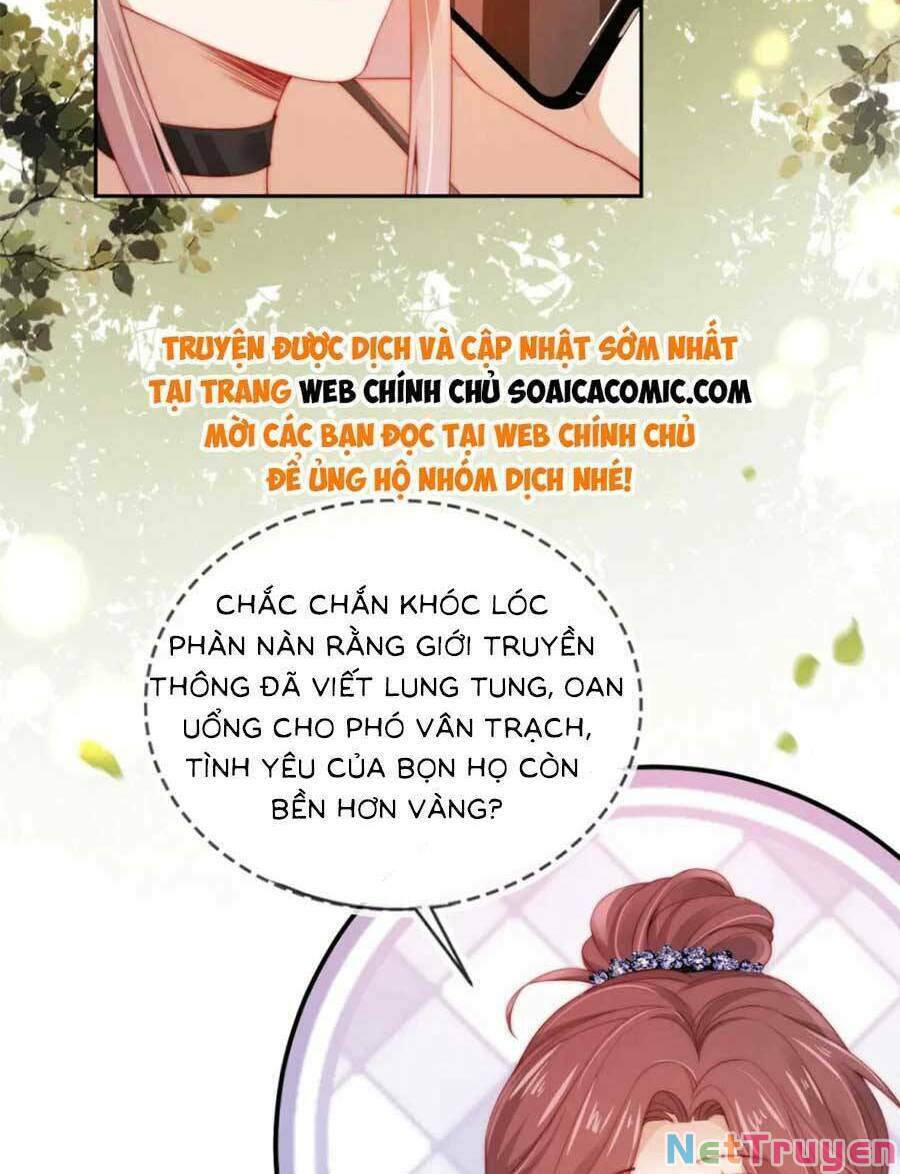 TRUYỆN ĐƯỢC DỊCH VÀ CẬP NHẬT SỚM NHẤT
TẠI TRANG WEB CHÍNH CHỦ SOAICACOMIC.COM
MỜI CÁC BẠN ĐỌC TẠI WEB CHÍNH CHỦ
ĐỂ ỦNG HỘ NHÓM DỊCH NHÉ!
CHẮC CHẮN KHÓC LÓC
PHÀN NÀN RẰNG GIỚI TRUYỀN
THÔNG ĐÃ VIẾT LUNG TUNG, OAN
UỔNG CHO PHÓ VÂN TRẠCH,
TÌNH YÊU CỦA BỌN HỌ CÒN
BỀN HƠN VÀNG?
NetTruyen